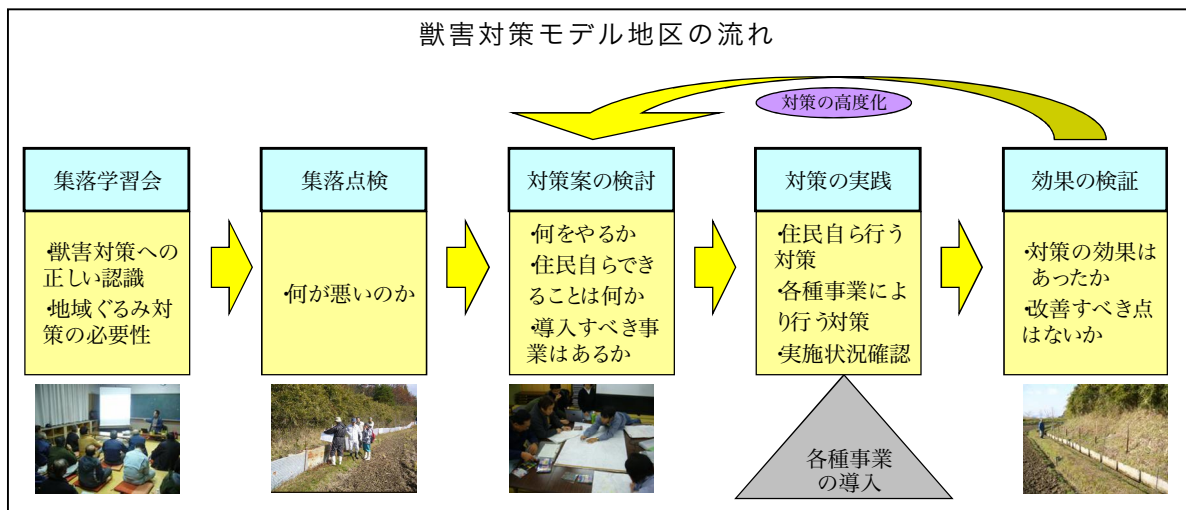 獣害対策モデル地区の流れ
対策の高度化
集落学習会
・獣害対策への
正しい認識
・地域ぐるみ対
策の必要性
集落点検
・何が悪いのか
対策案の検討
・何をやるか
・住民自らでき
ることは何か
・導入すべき事
業はあるか
対策の実践
・住民自ら行う
対策
・各種事業によ
り行う対策
・実施状況確認
各種事業
の導入
効果の検証
・対策の効果は
あったか
・改善すべき点
はないか